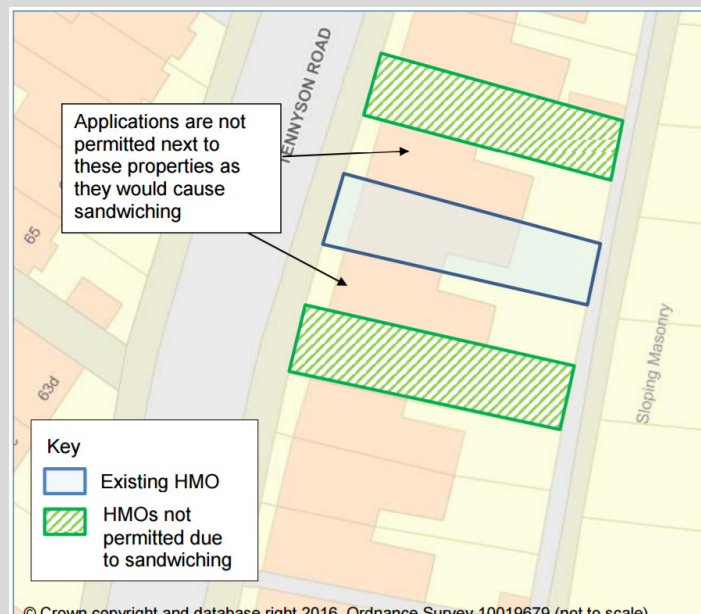 TENNYSON ROAD
Applications are not
permitted next to
these properties as
they would cause
sandwiching
65
63d
Sloping Masonry
Key
Existing HMO
HMOs not
permitted due
to sandwiching
© Crown copyright and database right 2016 Ordnance Survey 10019679 (not to scale)